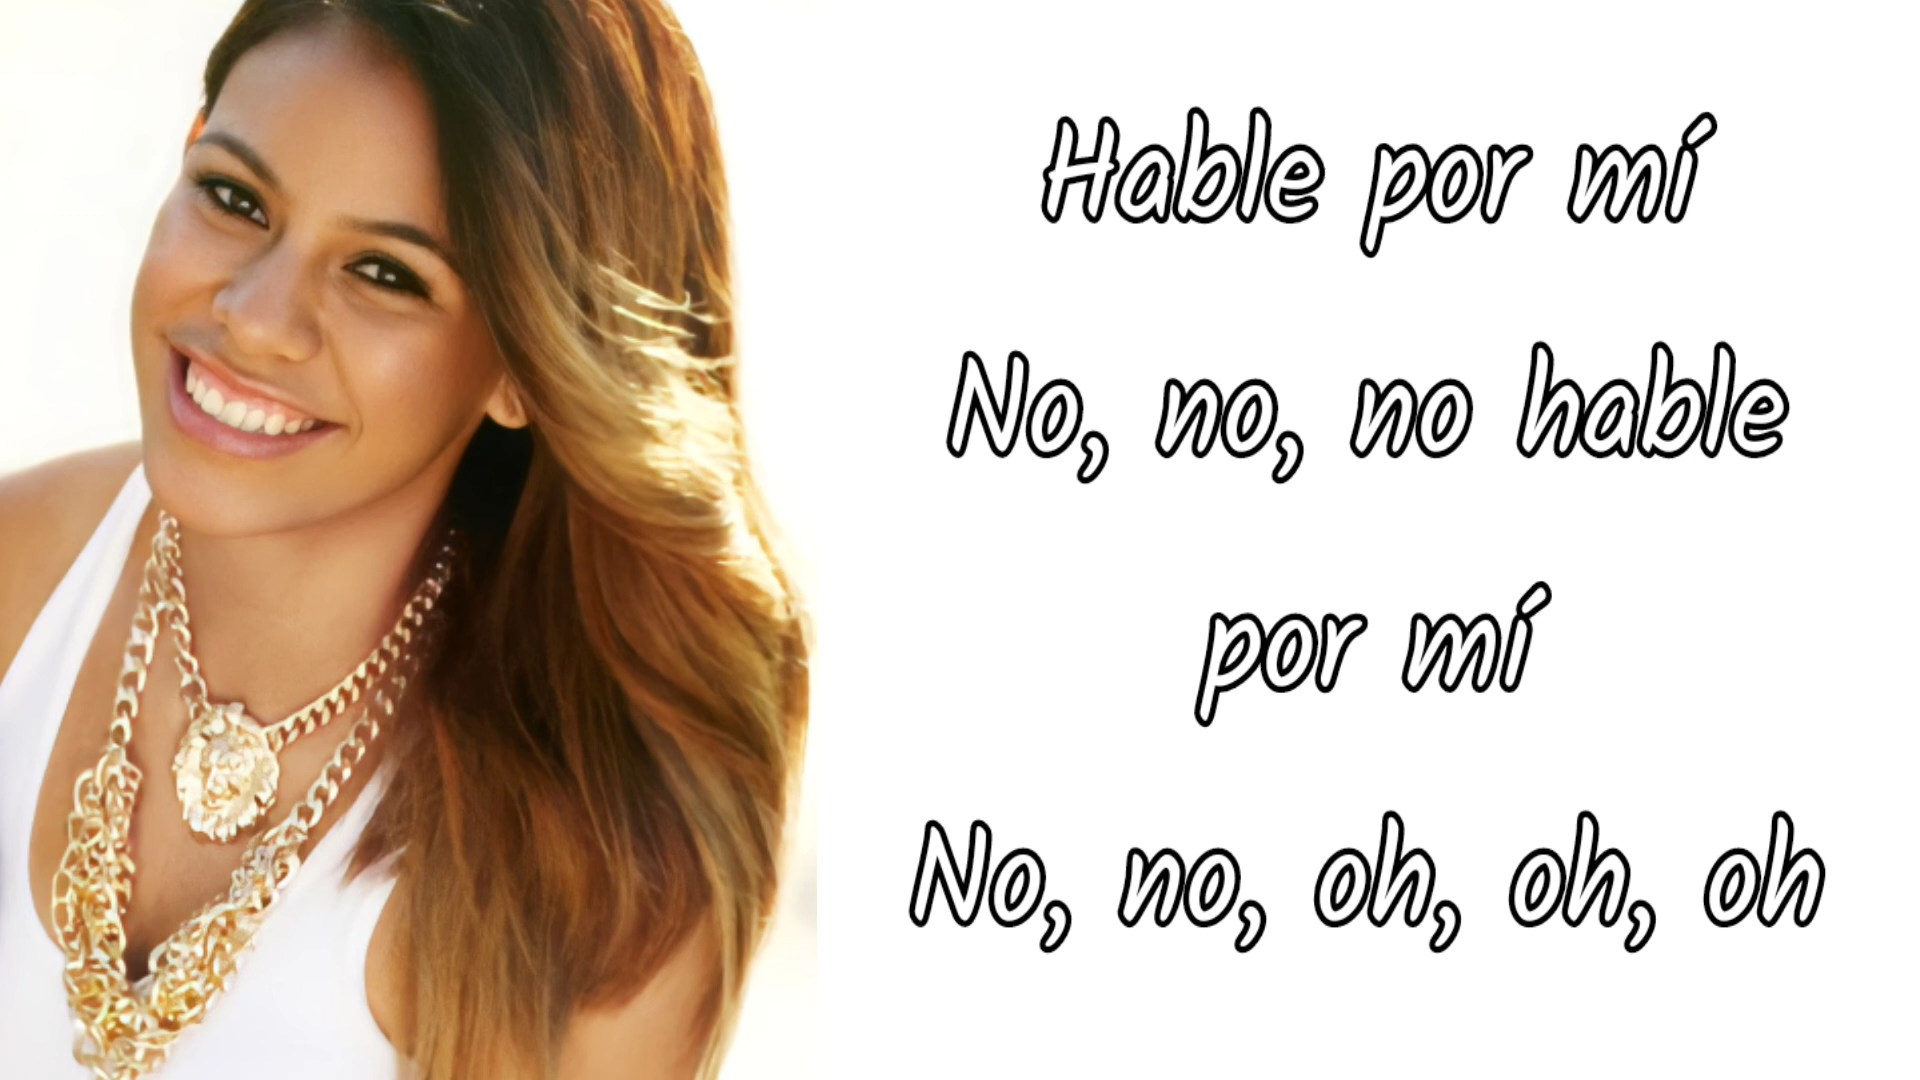 Hable por mí
No, no, no hable
por mí
No, no, oh, oh, oh